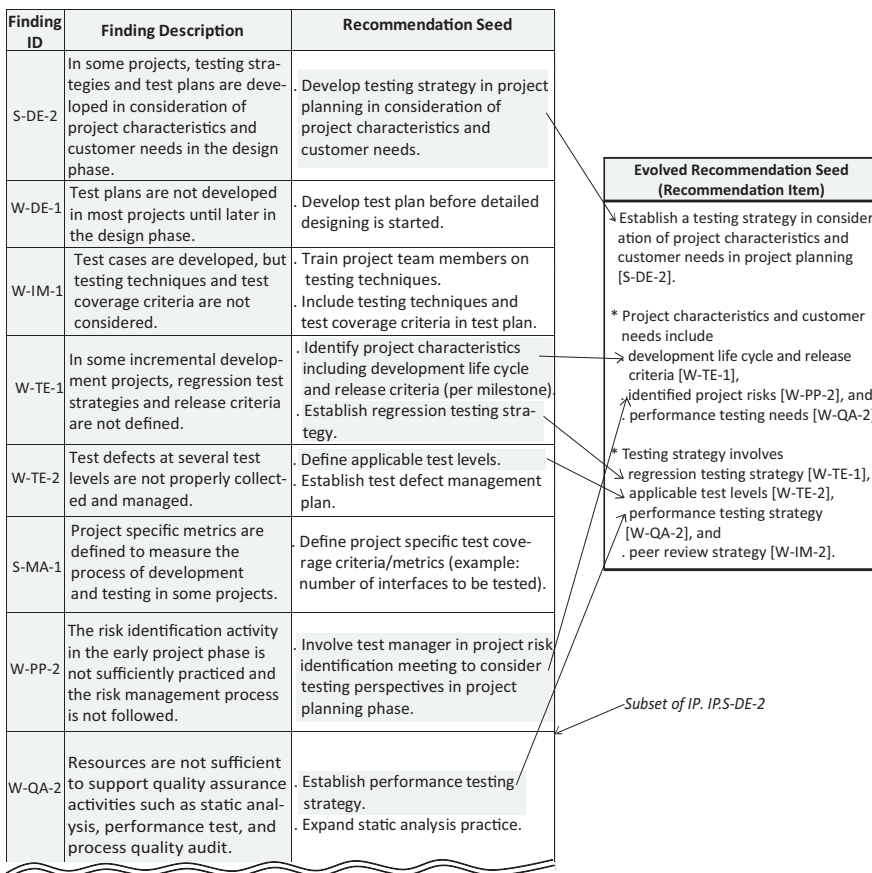 Finding ID
Finding Description
Recommendation Seed
S-DE-2
In some projects, testing stra-
tegies and test plans are deve-
loped in consideration of
project characteristics and
customer needs in the design
phase.
. Develop testing strategy in project
planning in consideration of
project characteristics and
customer needs.
W-DE-1
Test plans are not developed
in most projects until later in
the design phase.
. Develop test plan before detailed
designing is started.
W-IM-1
Test cases are developed, but
testing techniques and test
coverage criteria are not
considered.
. Train project team members on
testing techniques.
. Include testing techniques and
test coverage criteria in test plan.
W-TE-1
In some incremental develop-
ment projects, regression test
strategies and release criteria
are not defined.
. Identify project characteristics
including development life cycle
and release criteria (per milestone).
. Establish regression testing stra-
tegy.
W-TE-2
Test defects at several test
levels are not properly collect-
ed and managed.
. Define applicable test levels.
. Establish test defect management
plan.
S-MA-1
Project specific metrics are
defined to measure the
process of development
and testing in some projects.
. Define project specific test cove-
rage criteria/metrics (example:
number of interfaces to be tested).
W-PP-2
The risk identification activity
in the early project phase is
not sufficiently practiced and
the risk management process
is not followed.
. Involve test manager in project risk
identification meeting to consider
testing perspectives in project
planning phase.
W-QA-2
Resources are not sufficient
to support quality assurance
activities such as static anal-
ysis, performance test, and
process quality audit.
. Establish performance testing
strategy.
. Expand static analysis practice.
Evolved Recommendation Seed
(Recommendation Item)
Establish a testing strategy in consider
ation of project characteristics and
customer needs in project planning
[S-DE-2].
* Project characteristics and customer
needs include
development life cycle and release
criteria [W-TE-1],
identified project risks [W-PP-2], and
. performance testing needs [W-QA-2]
* Testing strategy involves
regression testing strategy [W-TE-1],
applicable test levels [W-TE-2],
performance testing strategy
[W-QA-2], and
. peer review strategy [W-IM-2].
Subset of IP. IP.S-DE-2